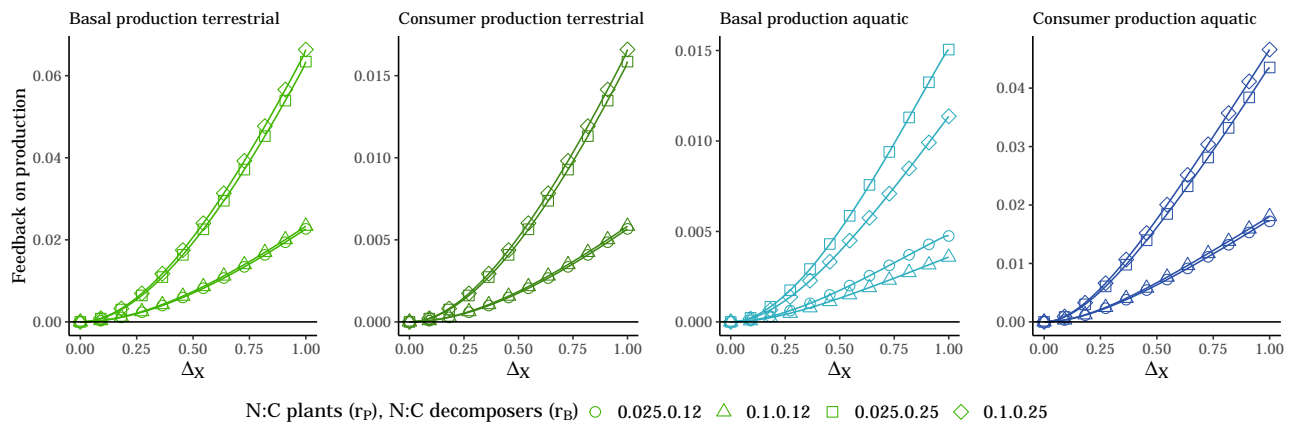 Basal production terrestrial
Consumer production terrestrial
Basal production aquatic
Consumer production aquatic
Feedback on production
0.06
0.04
0.02
0.00
0.00 0.25 0.50 0.75 1.00
ΔX
0.015
0.010
0.005
0.000
0.00 0.25 0.50 0.75 1.00
ΔX
0.015
0.010
0.005
0.000
0.00 0.25 0.50 0.75 1.00
ΔX
0.04
0.03
0.02
0.01
0.00
0.00 0.25 0.50 0.75 1.00
ΔX
N:C plants (rP), N:C decomposers (rB) 0.025.0.12 0.1.0.12 0.025.0.25 0.1.0.25